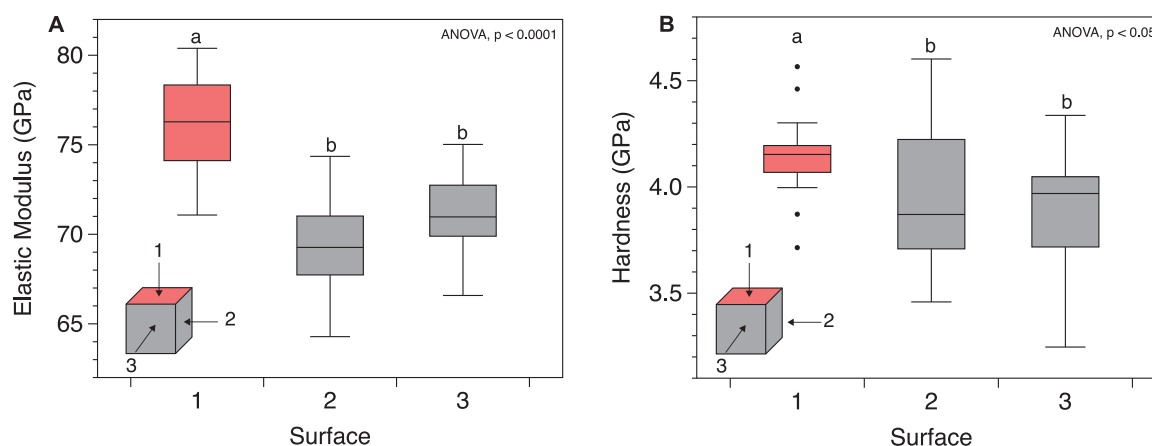 A
ANOVA, p < 0.0001
Elastic Modulus (GPa)
80
75
70
65
a
b
b
1
2
3
1
2
3
Surface
B
ANOVA, p < 0.05
Hardness (GPa)
4.5
4.0
3.5
a
b
b
1
2
3
1
2
3
Surface